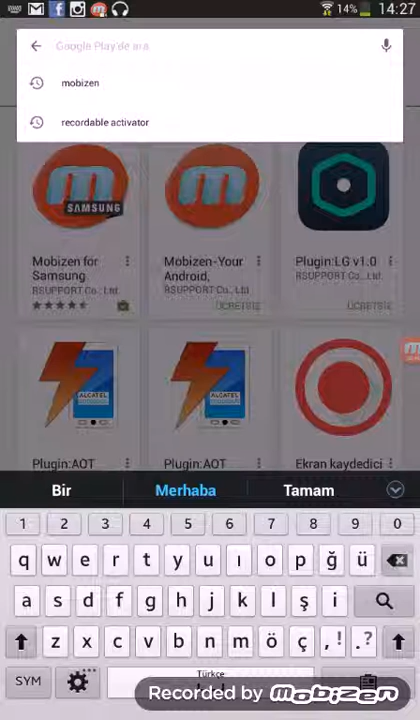 14%
14:27
Google Play'de ara
mobizen
recordable activator
SAMSUNG
Mobizen for Samsung
RSUPPORT Co., Ltd.
Mobizen-Your Android,
RSUPPORT Co., Ltd.
ÜCRETSİZ
Plugin:LG v1.0
RSUPPORT Co., Ltd.
ÜCRETSİZ
ALCATEL
ALCATEL
Plugin:AOT
Plugin:AOT
Ekran kaydedici
Bir Merhaba Tamam
1 2 3 4 5 6 7 8 9 0
q w e r t y u ı o p ğ ü
a s d f g h j k l ş i
z x c v b n m ö ç , ! . ?
SYM
Türkçe
Recorded by Mobizen